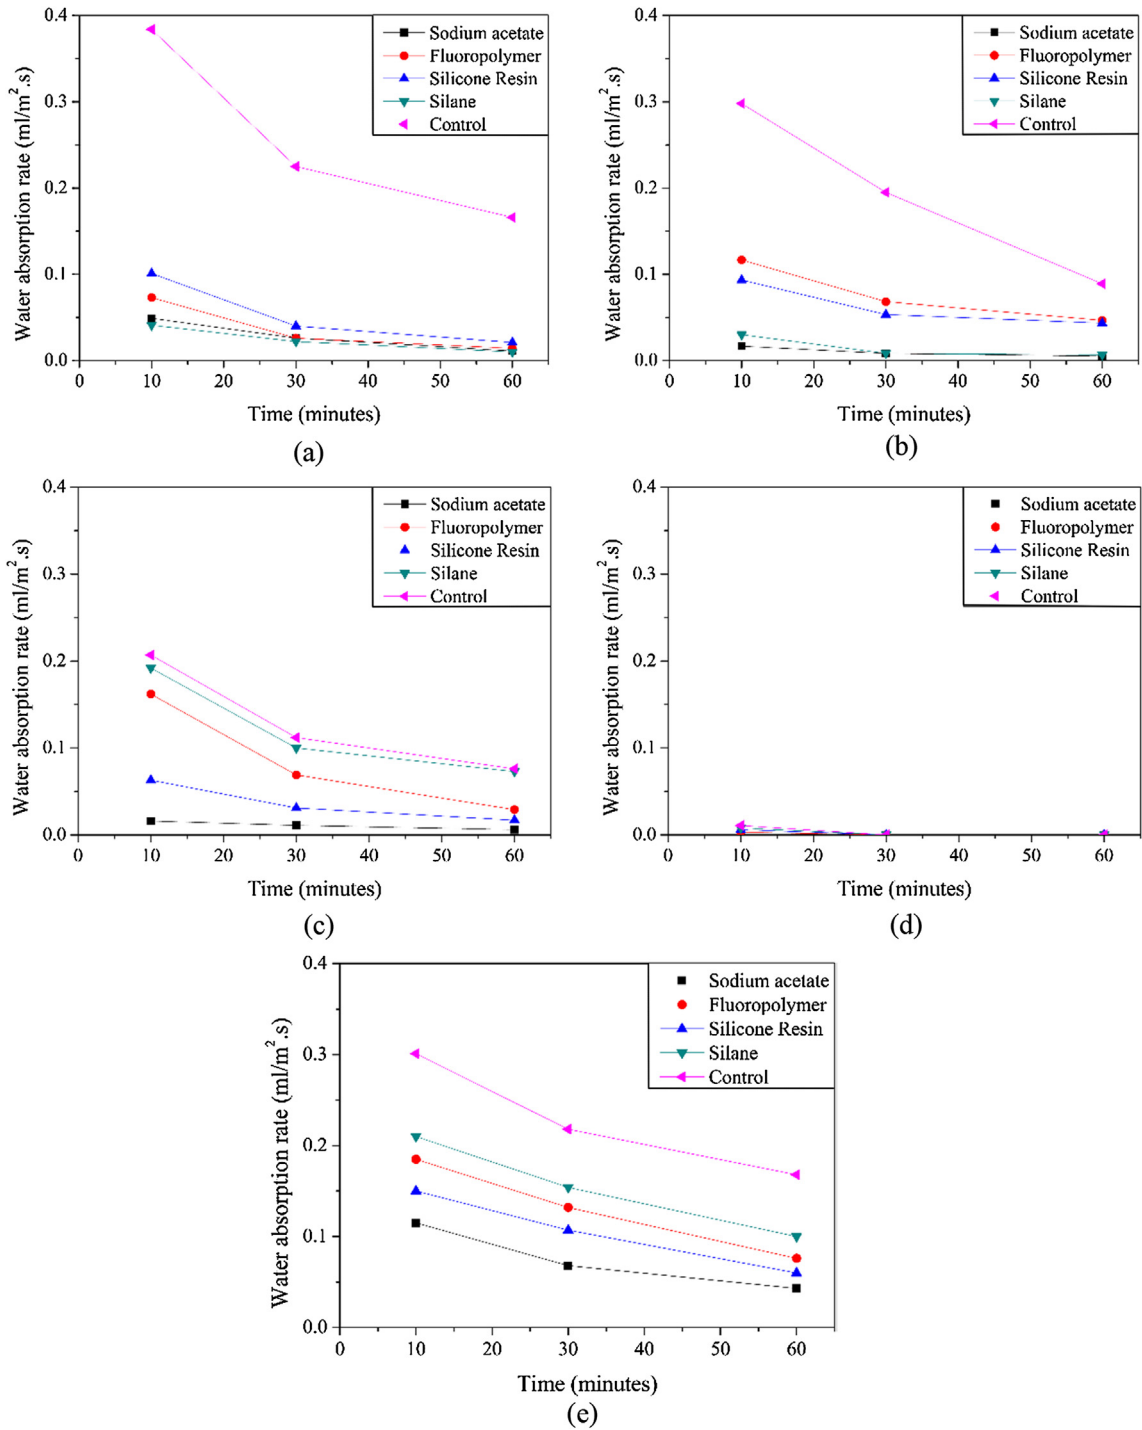 Water absorption rate (ml/m².s)
0.4
0.3
0.2
0.1
0.0
0 10 20 30 40 50 60
Time (minutes)
Sodium acetate
Fluoropolymer
Silicone Resin
Silane
Control
(a)
Water absorption rate (ml/m².s)
0.4
0.3
0.2
0.1
0.0
0 10 20 30 40 50 60
Time (minutes)
Sodium acetate
Fluoropolymer
Silicone Resin
Silane
Control
(b)
Water absorption rate (ml/m².s)
0.4
0.3
0.2
0.1
0.0
0 10 20 30 40 50 60
Time (minutes)
Sodium acetate
Fluoropolymer
Silicone Resin
Silane
Control
(c)
Water absorption rate (ml/m².s)
0.4
0.3
0.2
0.1
0.0
0 10 20 30 40 50 60
Time (minutes)
Sodium acetate
Fluoropolymer
Silicone Resin
Silane
Control
(d)
Water absorption rate (ml/m².s)
0.4
0.3
0.2
0.1
0.0
0 10 20 30 40 50 60
Time (minutes)
Sodium acetate
Fluoropolymer
Silicone Resin
Silane
Control
(e)